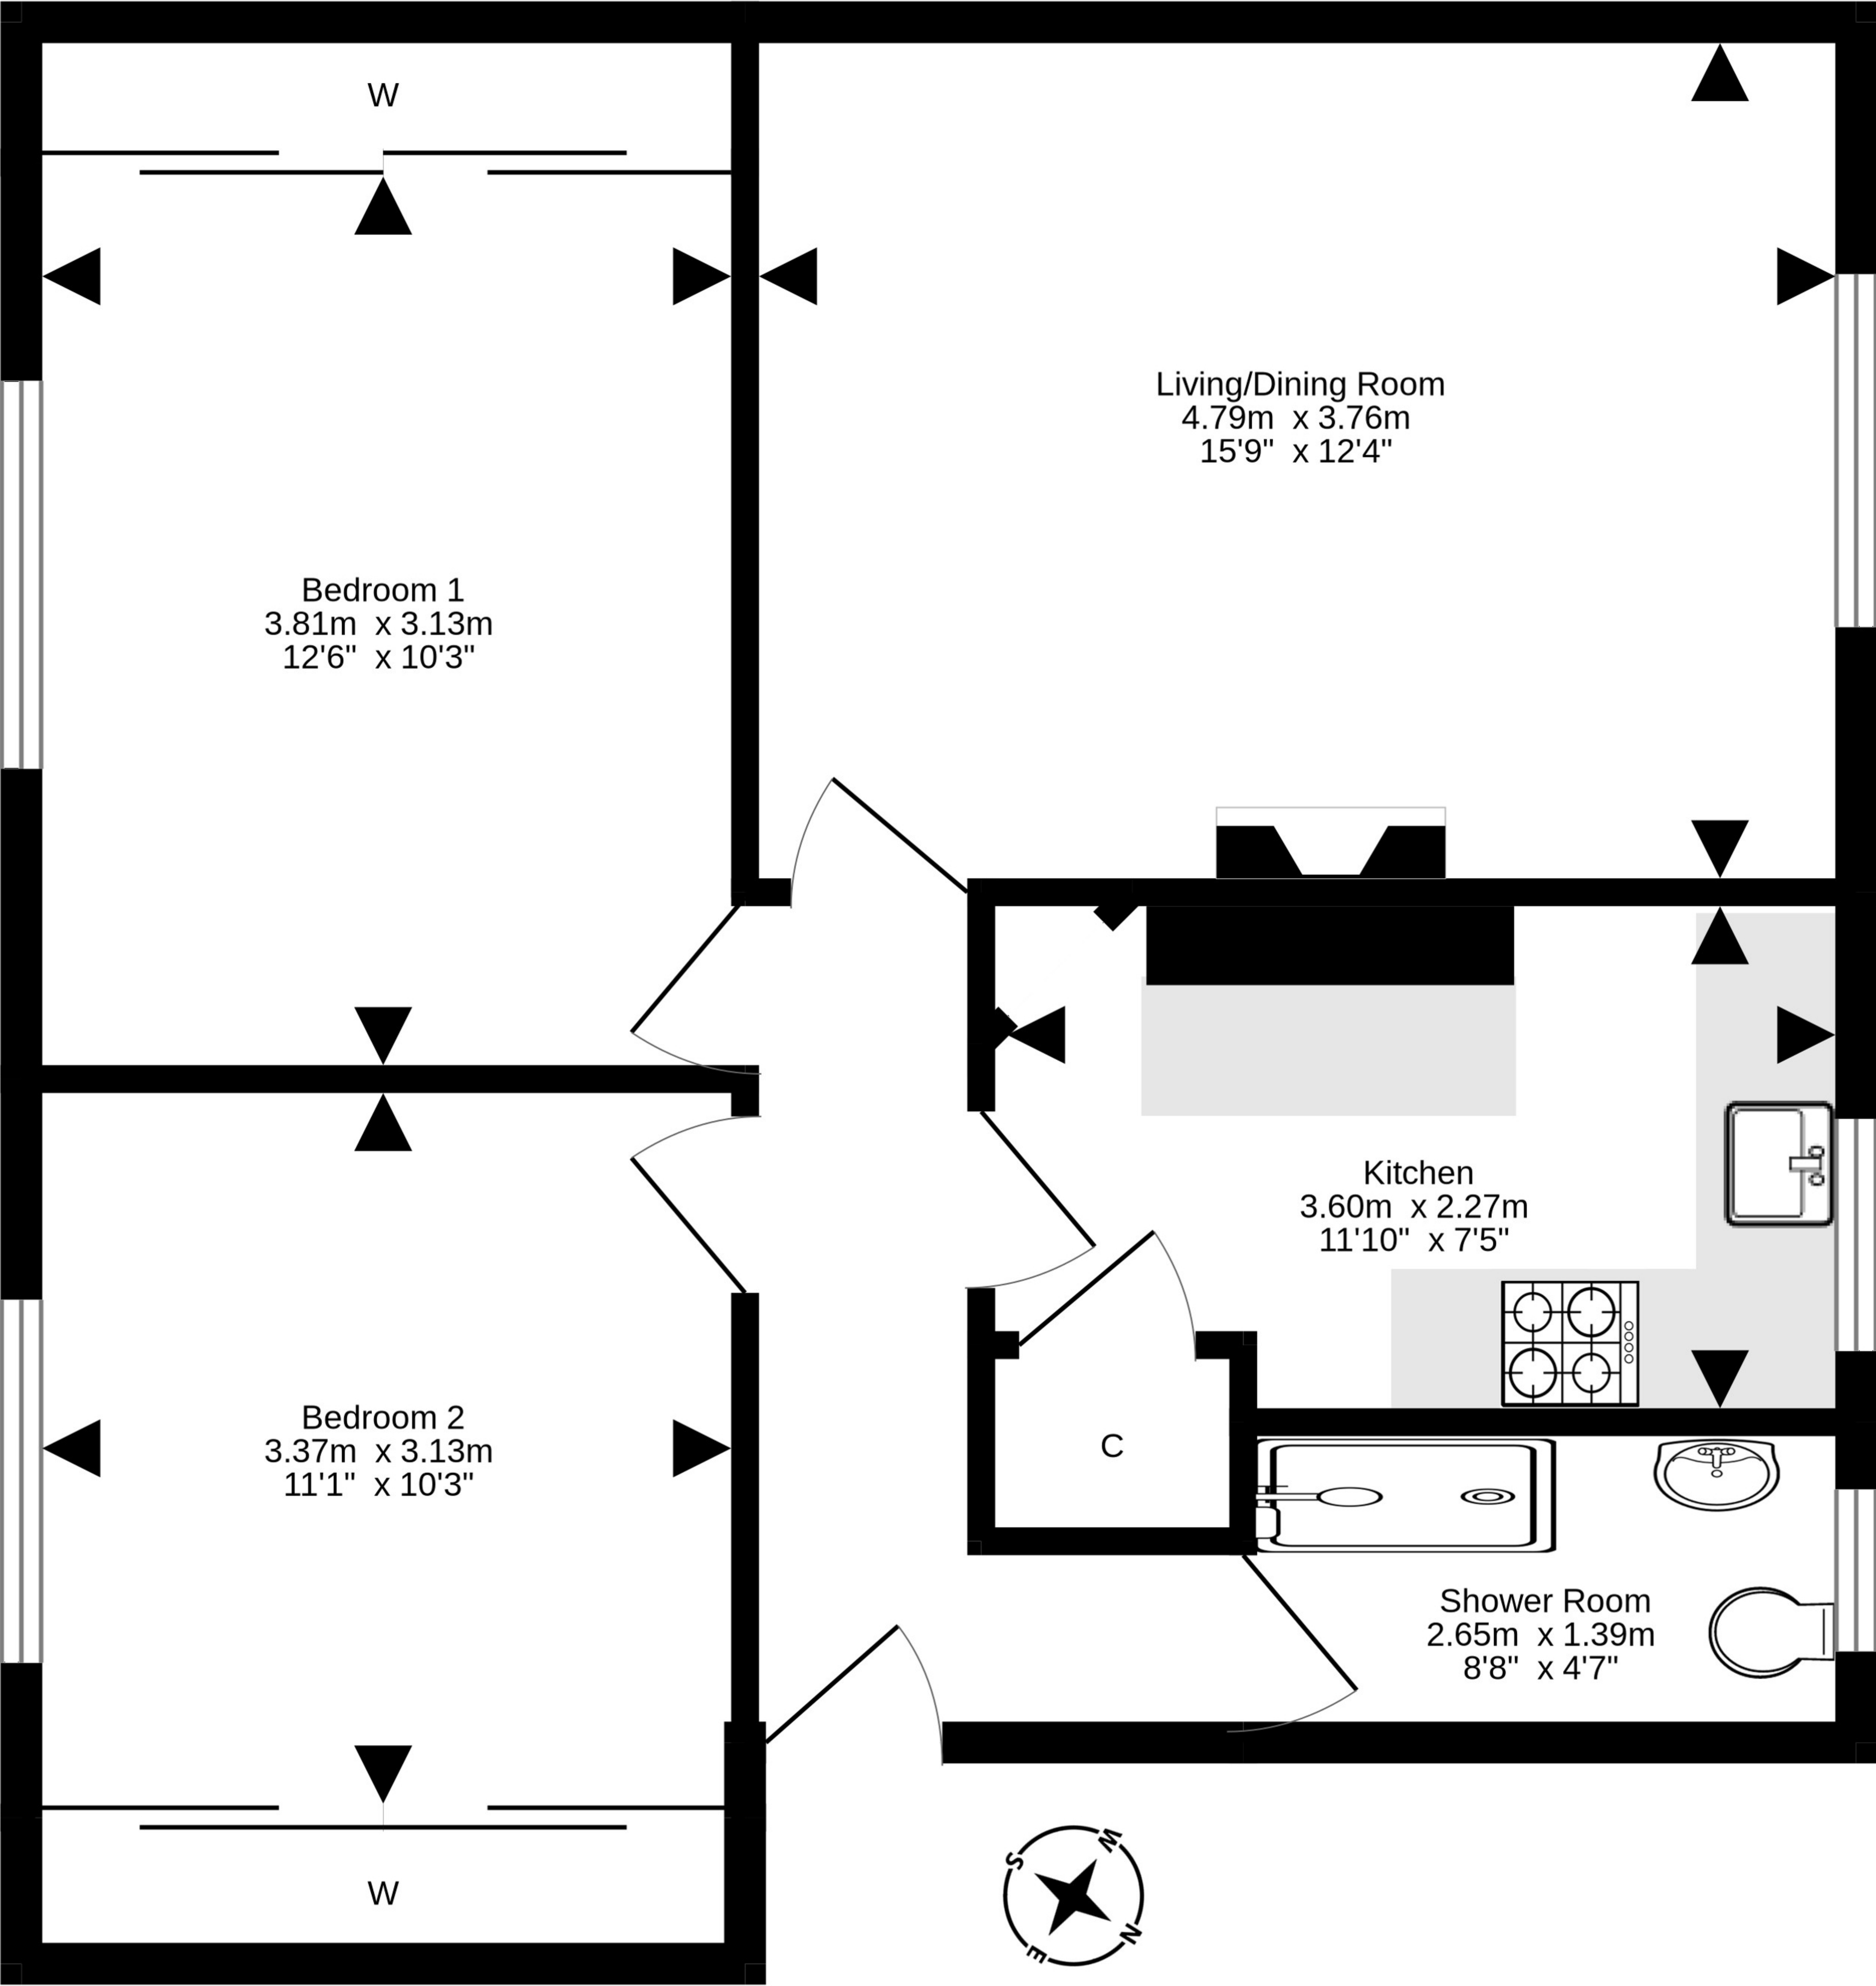 W
Living/Dining Room
4.79m x 3.76m
15'9" x 12'4"
Bedroom 1
3.81m x 3.13m
12'6" x 10'3"
Kitchen
3.60m x 2.27m
11'10" x 7'5"
Bedroom 2
3.37m x 3.13m
11'1" x 10'3"
C
Shower Room
2.65m x 1.39m
8'8" x 4'7"
W
S
W
E
N